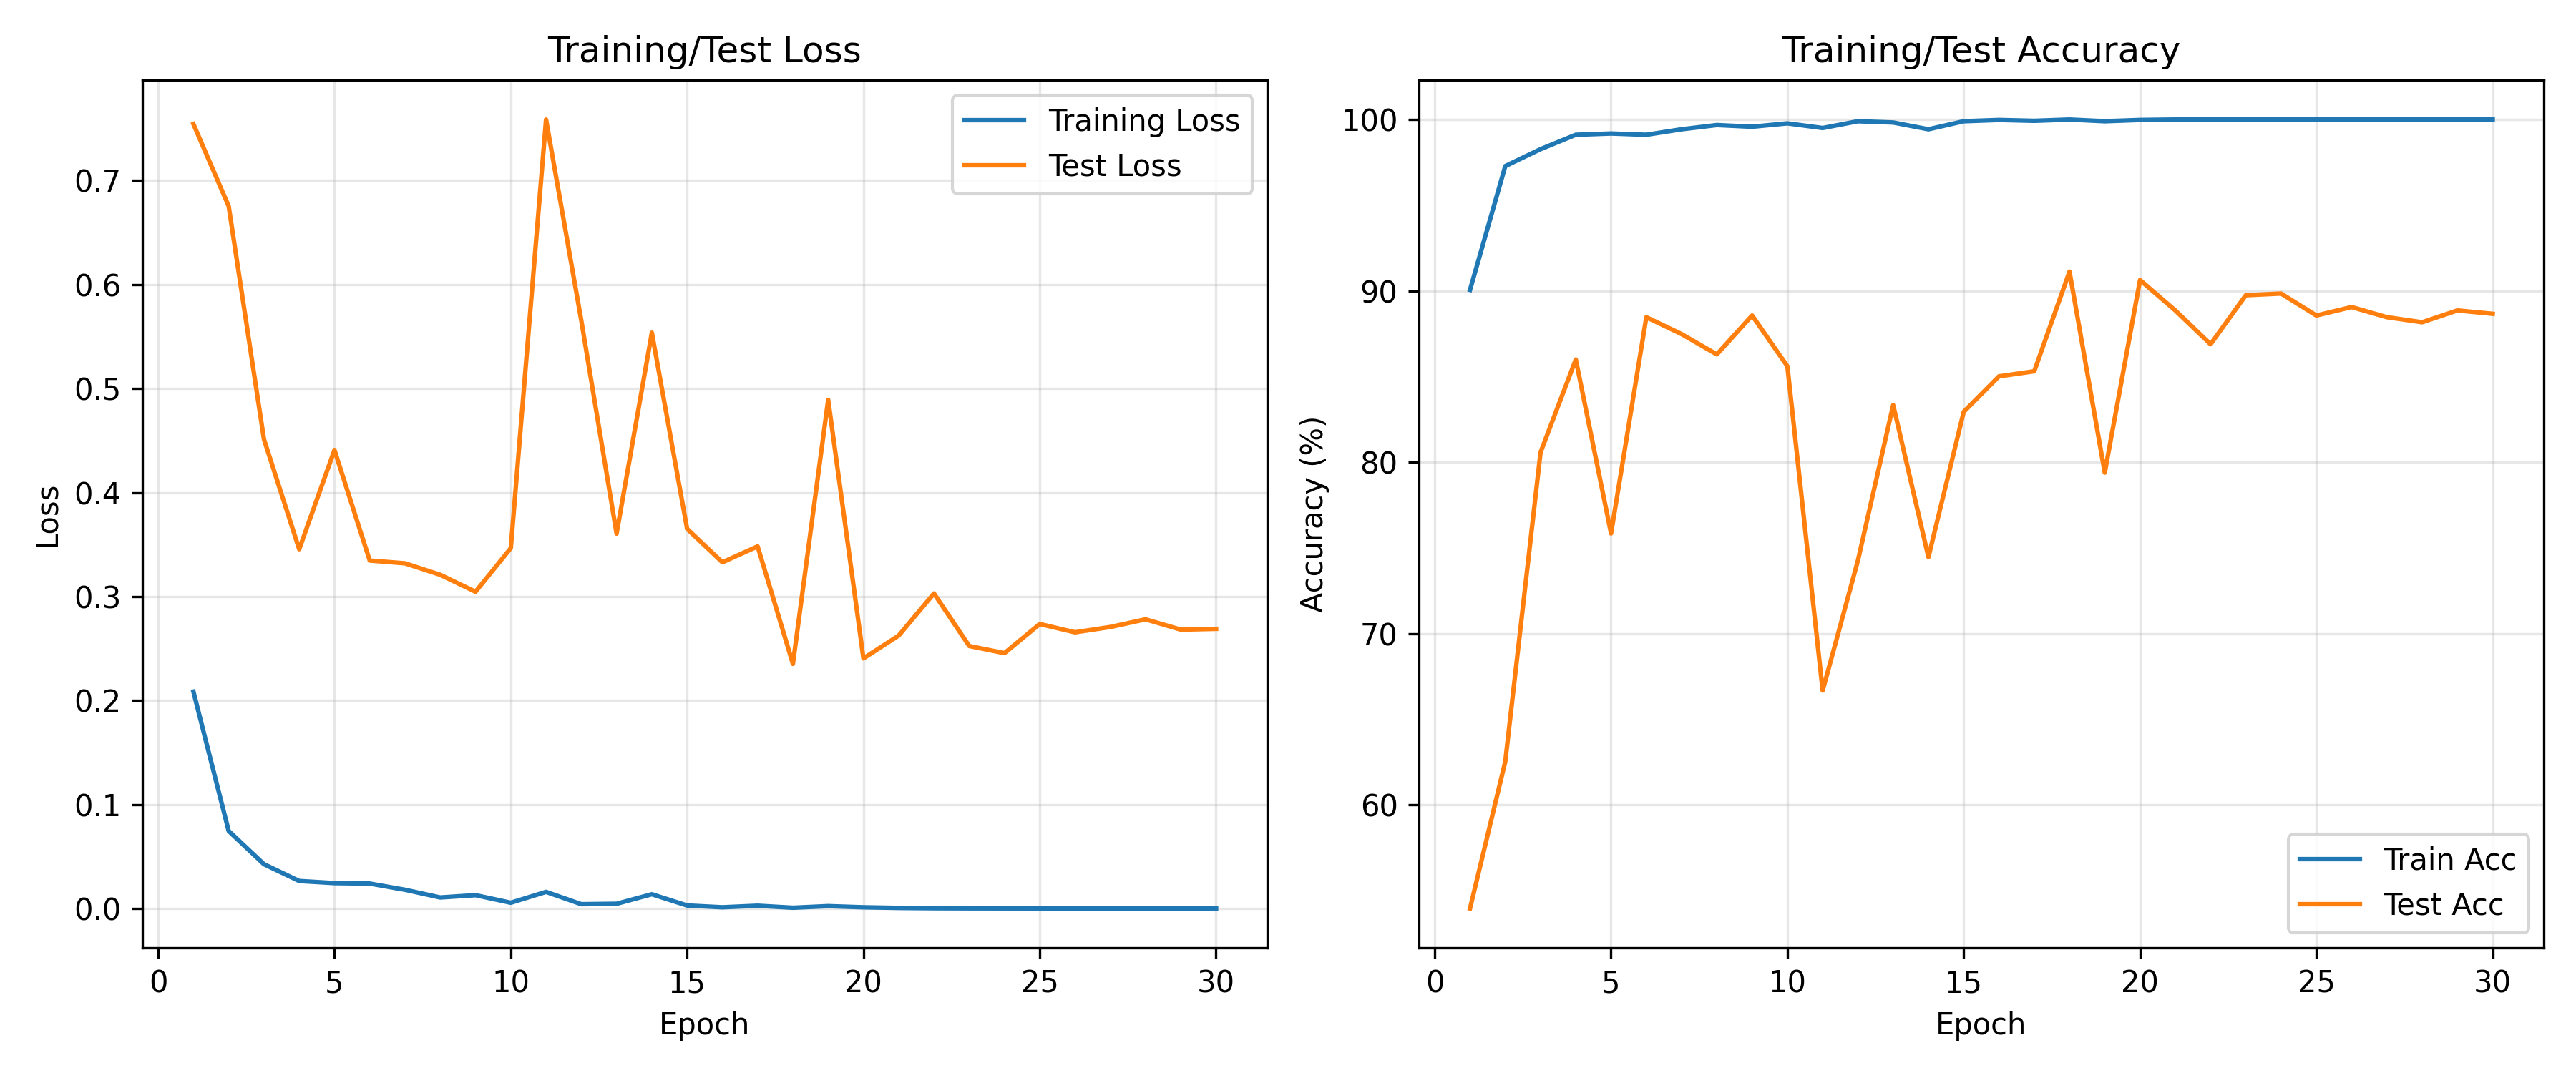 Training/Test Loss
Training Loss
Test Loss
0.7
0.6
0.5
0.4
0.3
0.2
0.1
0.0
Loss
0 5 10 15 20 25 30
Epoch
Training/Test Accuracy
100
90
80
70
60
Accuracy (%)
Train Acc
Test Acc
0 5 10 15 20 25 30
Epoch